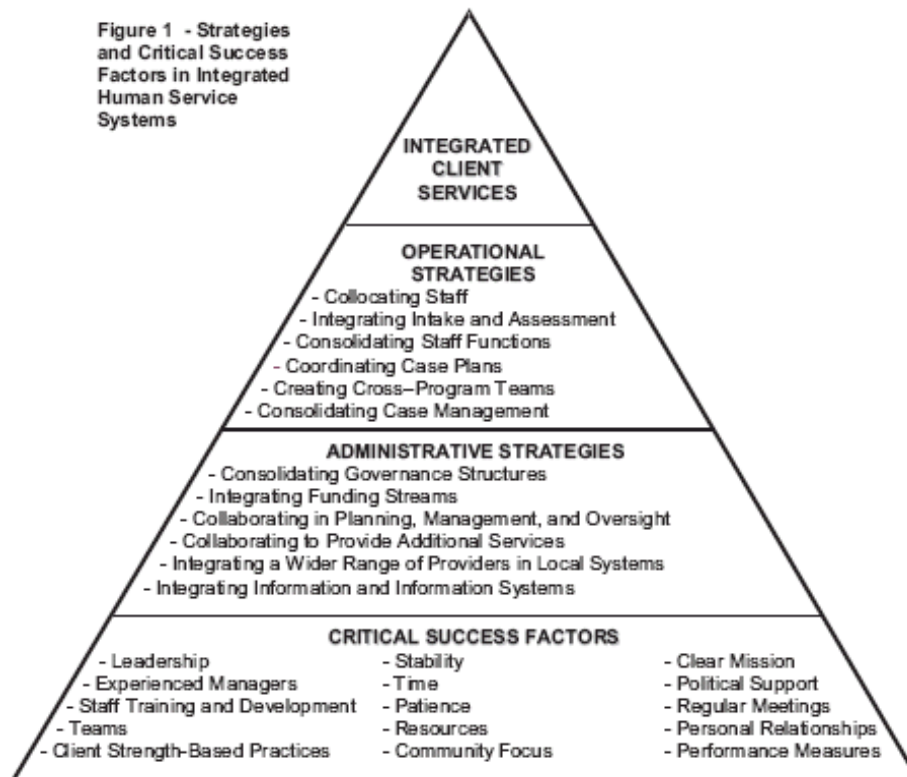 Figure 1 - Strategies
and Critical Success
Factors in Integrated
Human Service
Systems
INTEGRATED
CLIENT
SERVICES
OPERATIONAL
STRATEGIES
- Collocating Staff
- Integrating Intake and Assessment
- Consolidating Staff Functions
- Coordinating Case Plans
- Creating Cross–Program Teams
- Consolidating Case Management
ADMINISTRATIVE STRATEGIES
- Consolidating Governance Structures
- Integrating Funding Streams
- Collaborating in Planning, Management, and Oversight
- Collaborating to Provide Additional Services
- Integrating a Wider Range of Providers in Local Systems
- Integrating Information and Information Systems
CRITICAL SUCCESS FACTORS
- Leadership
- Experienced Managers
- Staff Training and Development
- Teams
- Client Strength-Based Practices
- Stability
- Time
- Patience
- Resources
- Community Focus
- Clear Mission
- Political Support
- Regular Meetings
- Personal Relationships
- Performance Measures